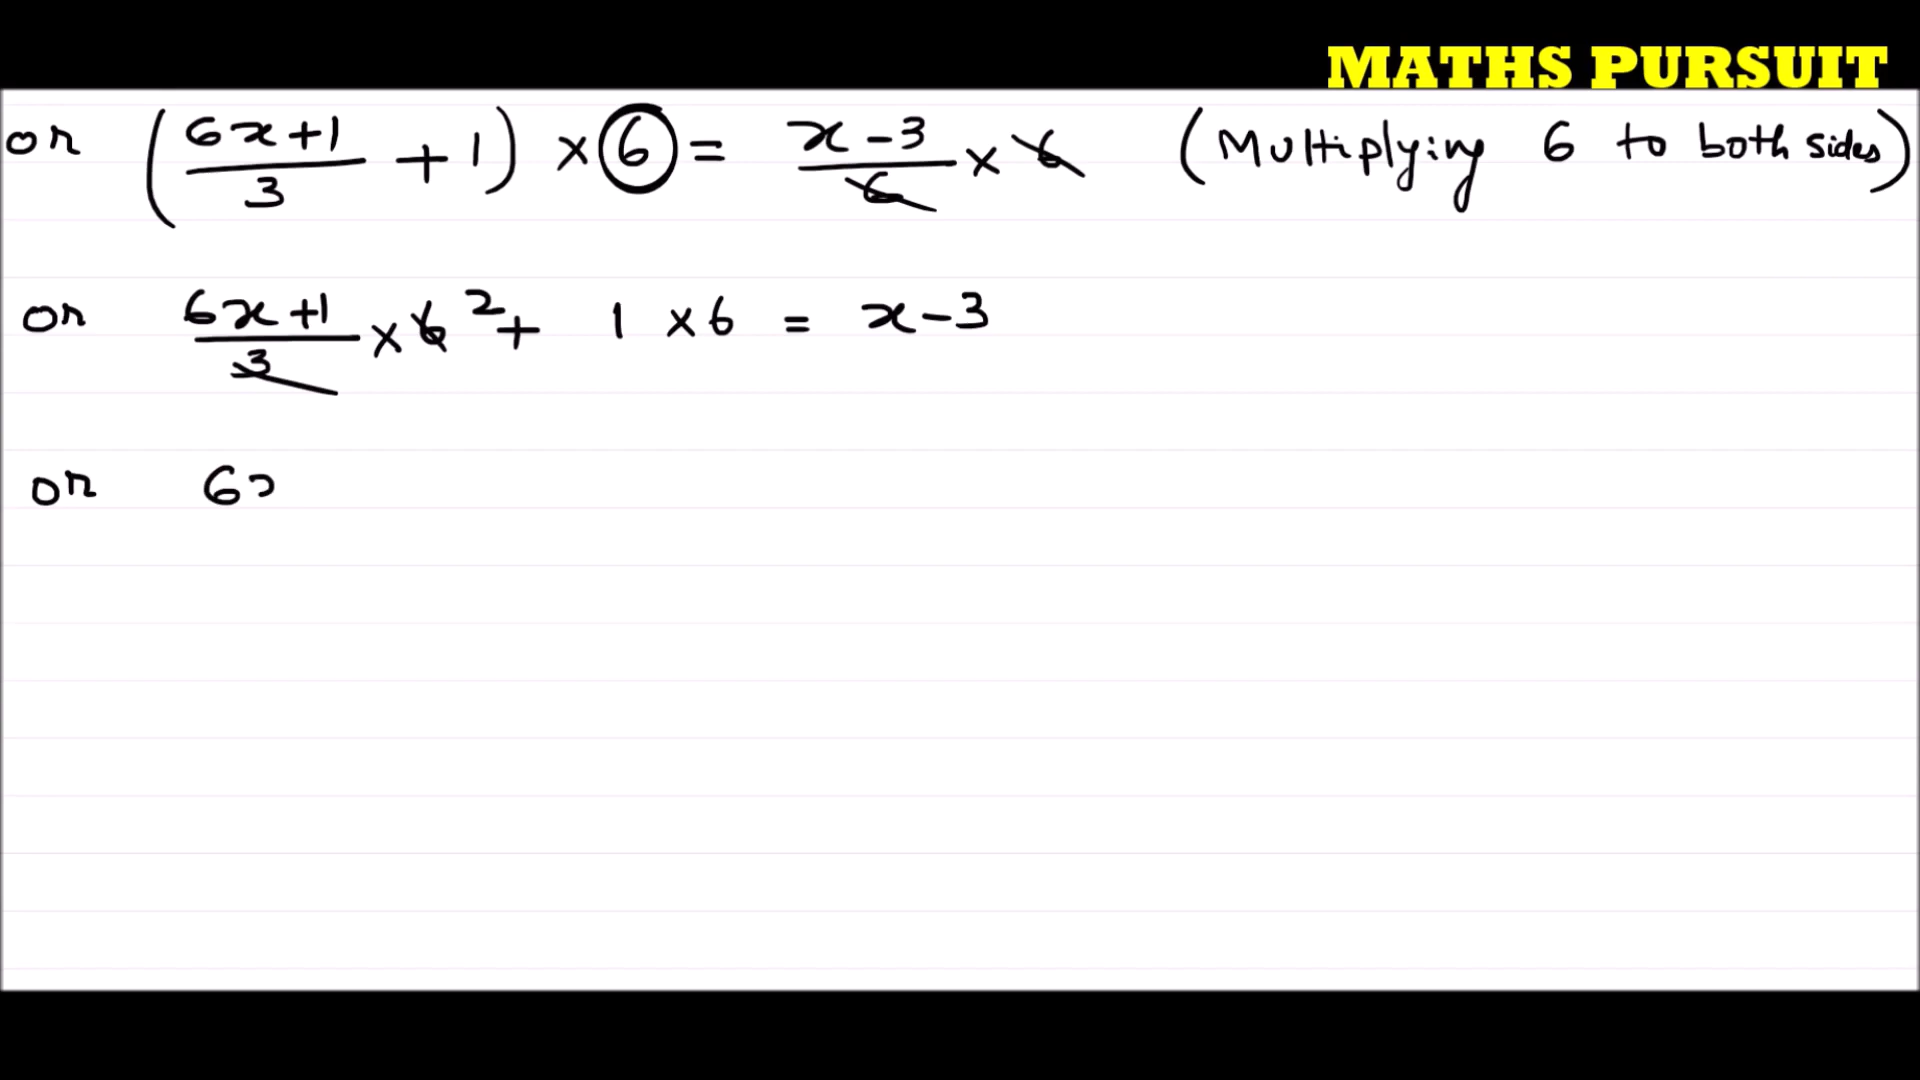 MATHS PURSUIT
or ( (6x+1)/3 + 1 ) × 6 = (x-3)/6 × 6 (Multiplying 6 to both sides)
or (6x+1)/3 × 6 2 + 1 × 6 = x-3
or 6